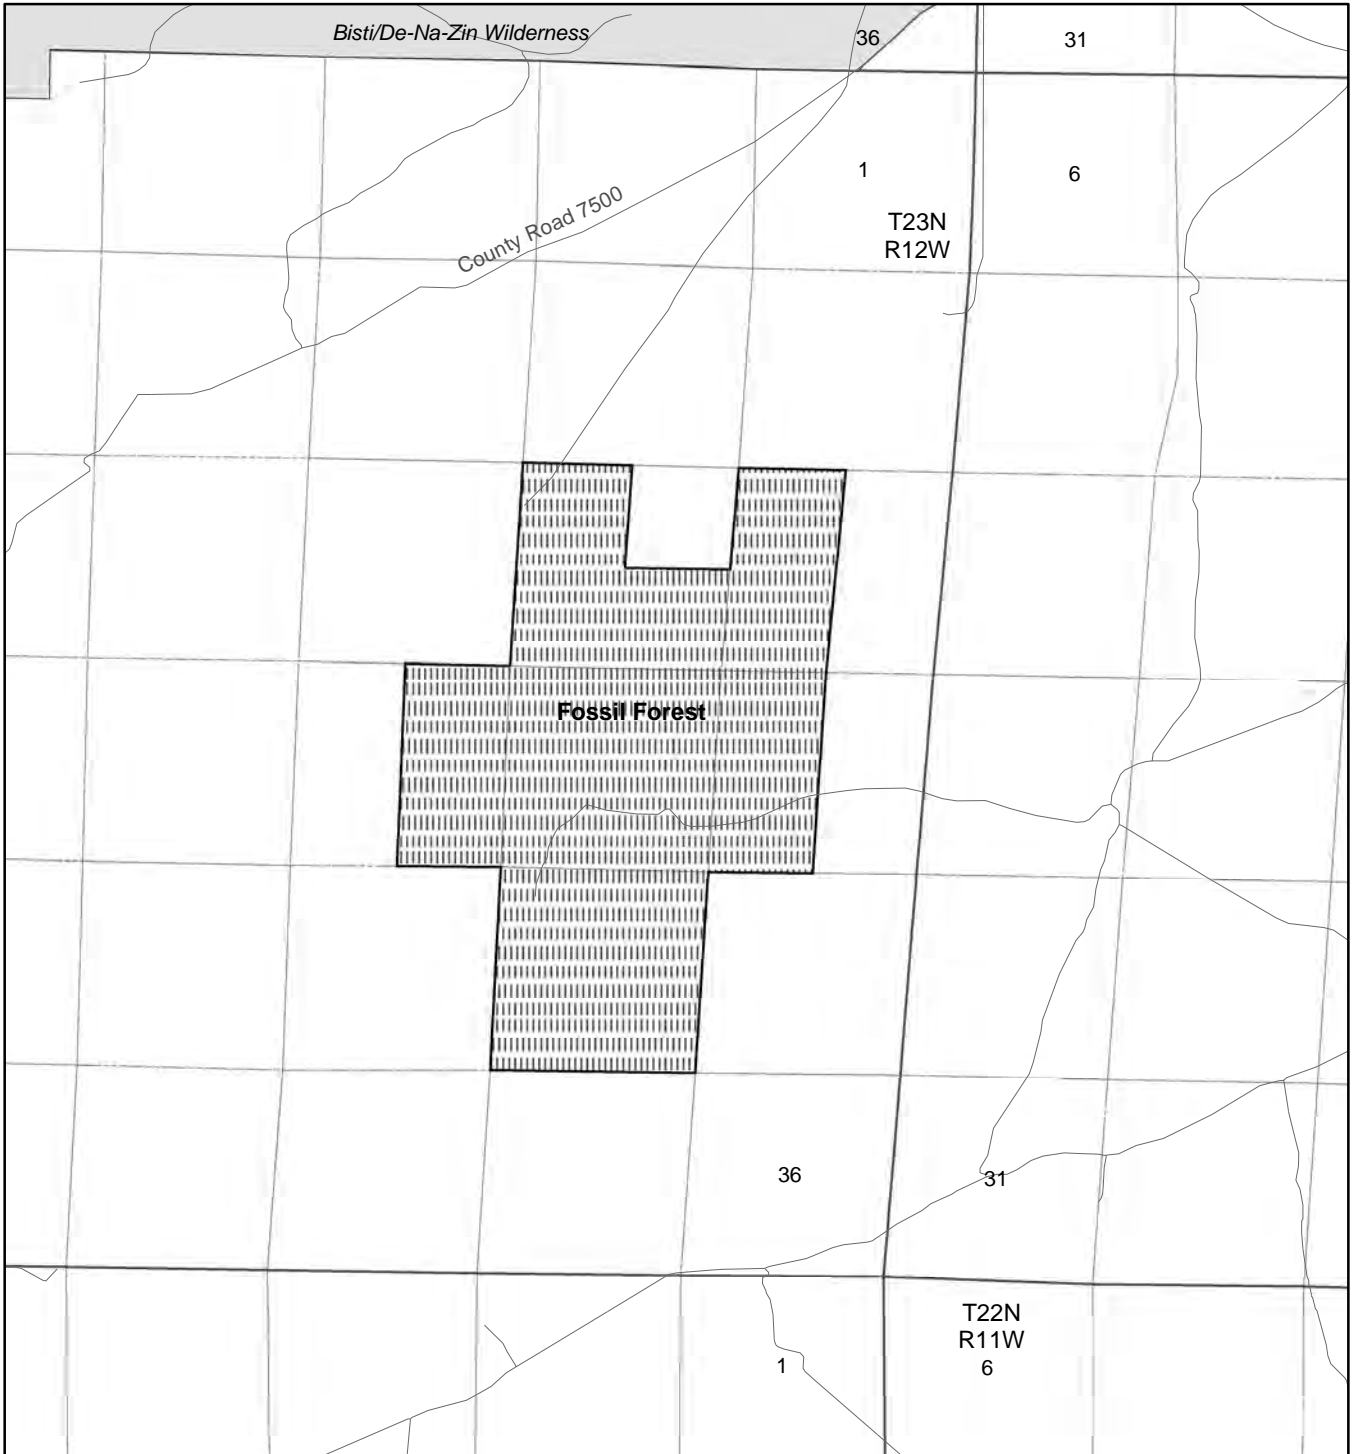 Bisti/De-Na-Zin Wilderness
36
31
1
6
T23N
R12W
County Road 7500
Fossil Forest
36
31
T22N
R11W
1
6